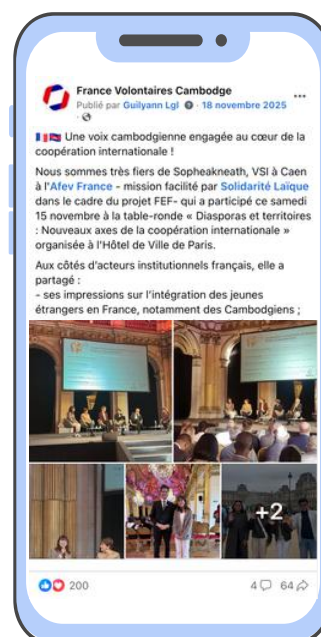 France Volontaires Cambodge
Publié par Guilyann Lgl · 18 novembre 2025
🇫🇷🇰🇭 Une voix cambodgienne engagée au cœur de la
coopération internationale !
Nous sommes très fiers de Sopheakneath, VSI à Caen
à l'Afev France - mission facilité par Solidarité Laïque
dans le cadre du projet FEF- qui a participé ce samedi
15 novembre à la table-ronde « Diasporas et territoires
: Nouveaux axes de la coopération internationale »
organisée à l'Hôtel de Ville de Paris.
Aux côtés d'acteurs institutionnels français, elle a
partagé :
- ses impressions sur l'intégration des jeunes
étrangers en France, notamment des Cambodgiens ;
+2
200
4
64